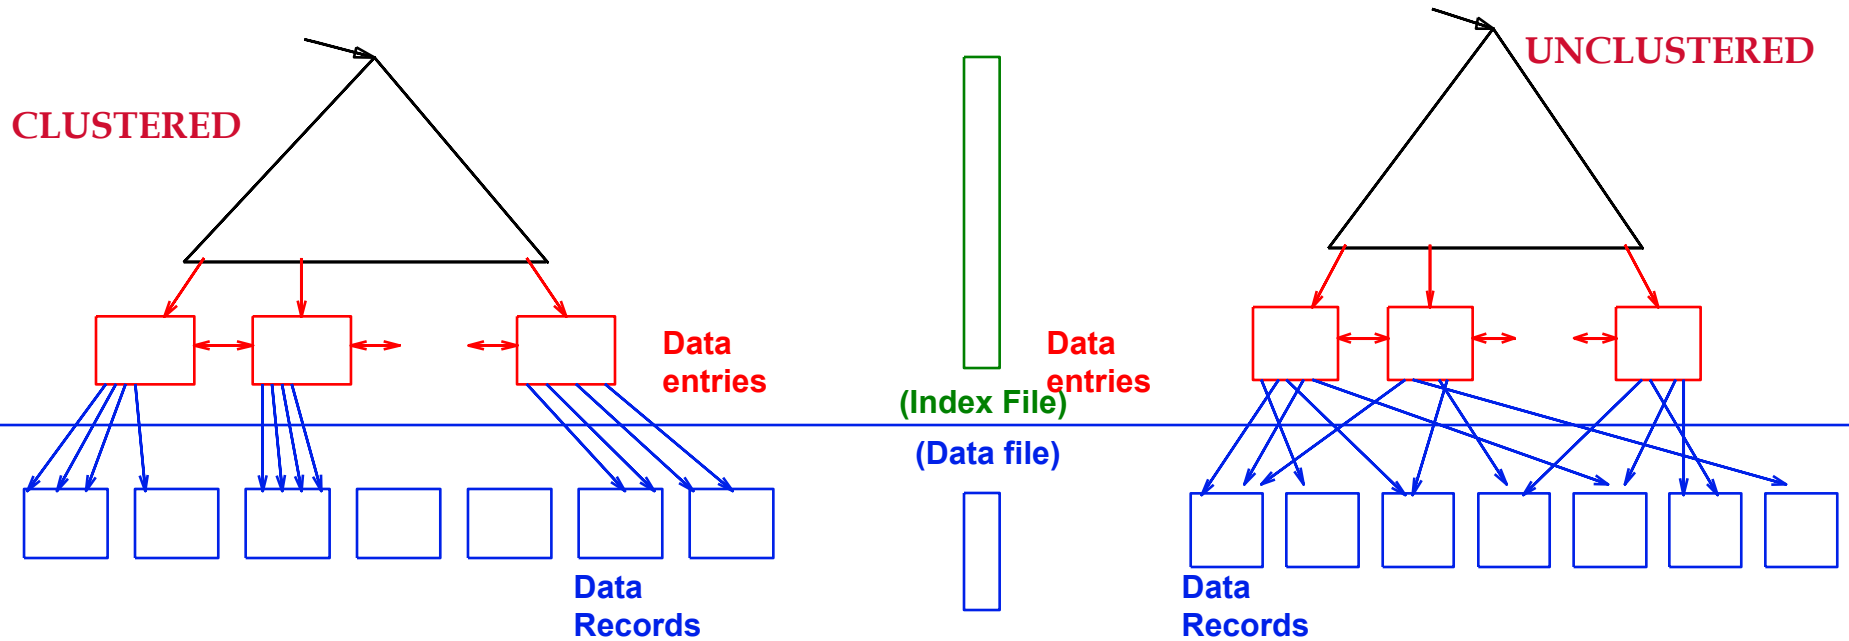 CLUSTERED
UNCLUSTERED
Data
entries
Data
entries
(Index File)
(Data file)
Data
Records
Data
Records